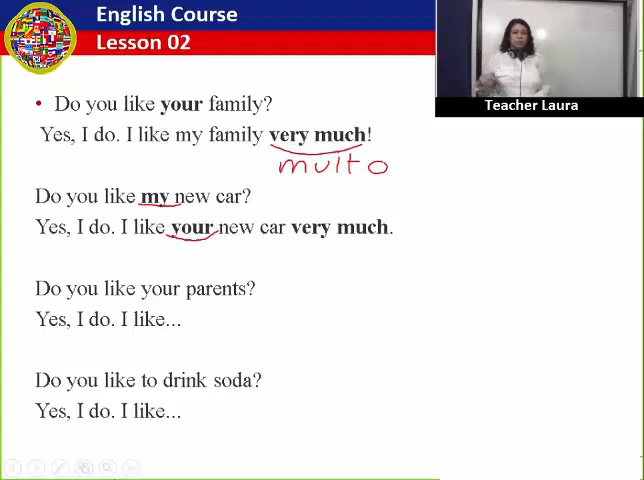 English Course
Lesson 02
Teacher Laura
• Do you like your family?
Yes, I do. I like my family very much!
muito
Do you like my new car?
Yes, I do. I like your new car very much.
Do you like your parents?
Yes, I do. I like...
Do you like to drink soda?
Yes, I do. I like...